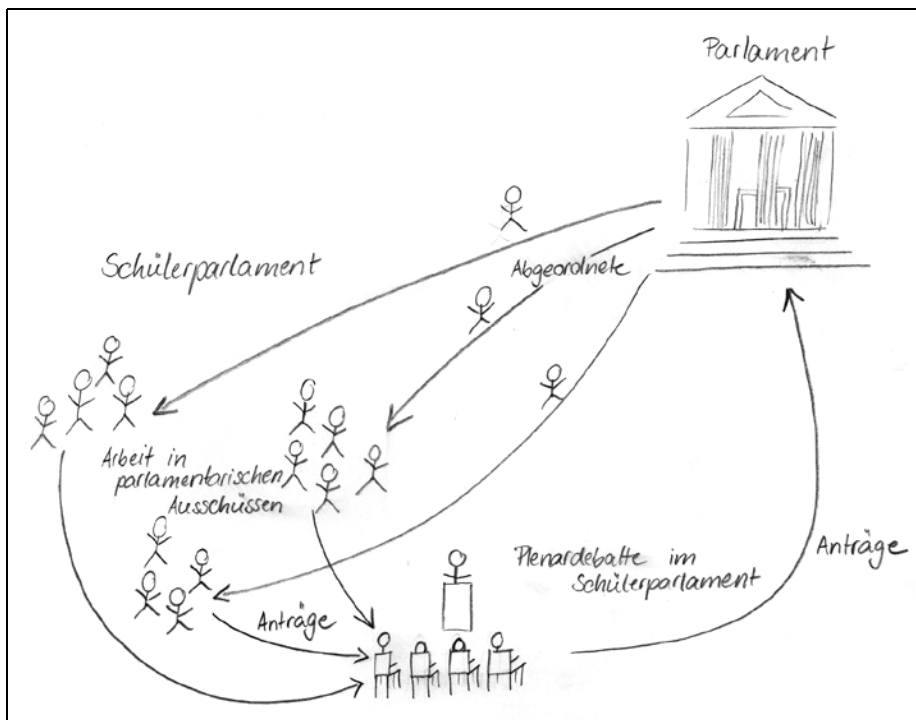 Parlament
Schülerparlament
Abgeordnete
Arbeit in
parlamentarischen
Ausschüssen
Plenardebatte im
Schülerparlament
Anträge
Anträge